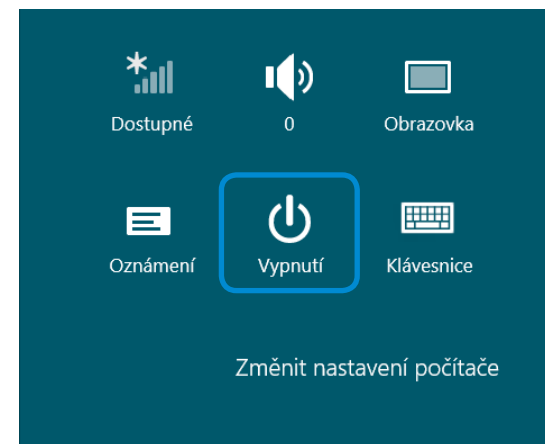 Dostupné
0
Obrazovka
Oznámení
Vypnutí
Klávesnice
Změnit nastavení počítače